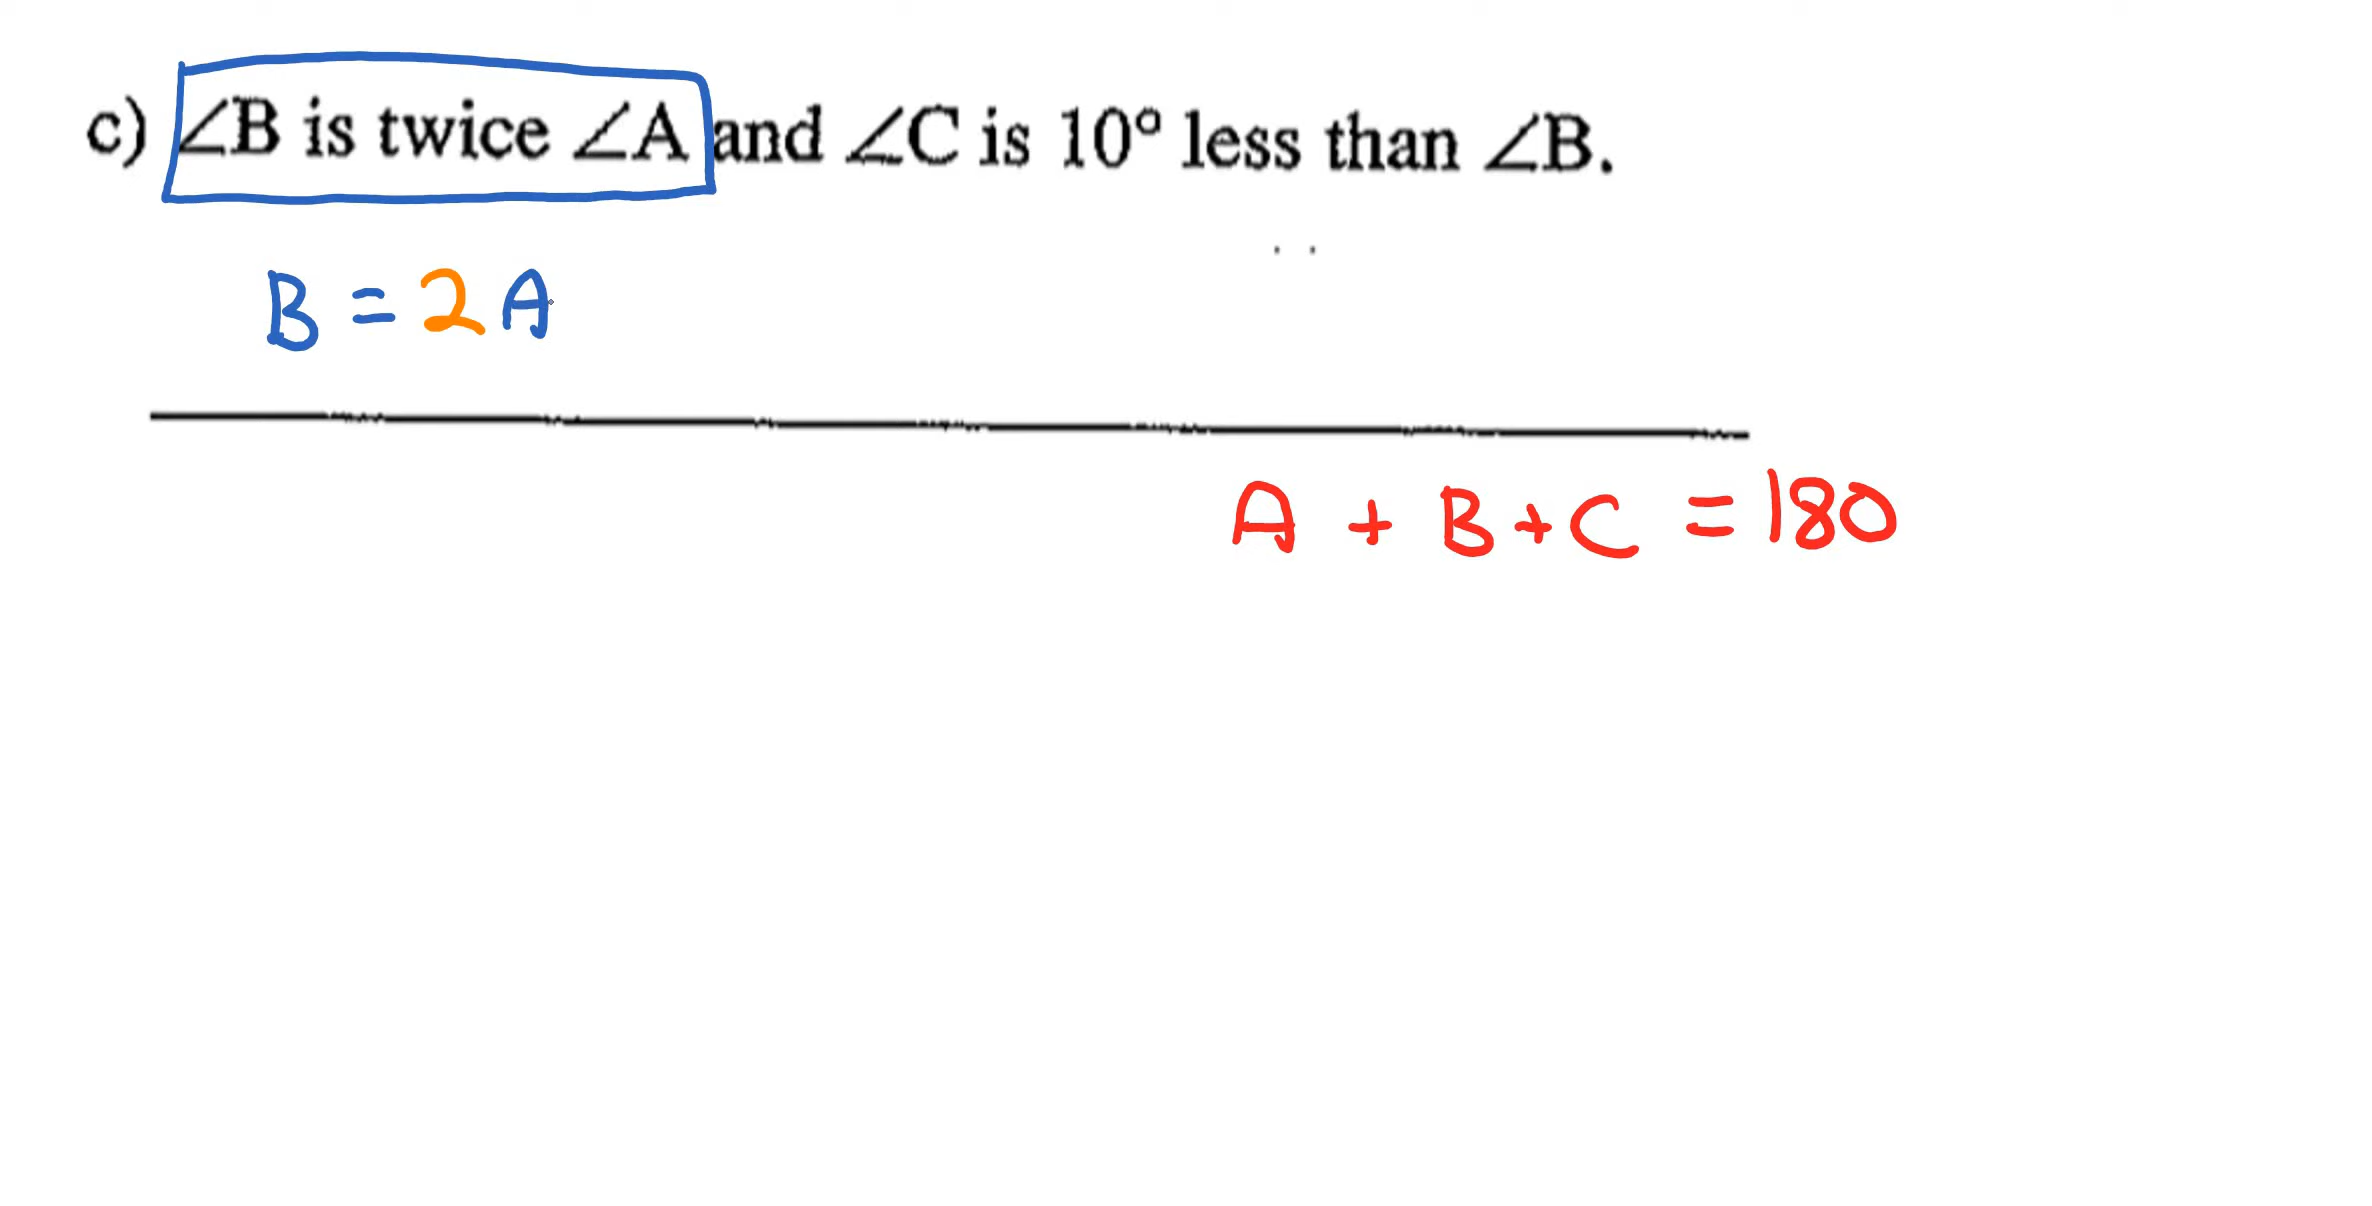 c) ∠B is twice ∠A and ∠C is 10° less than ∠B.
B = 2A
A + B + C = 180